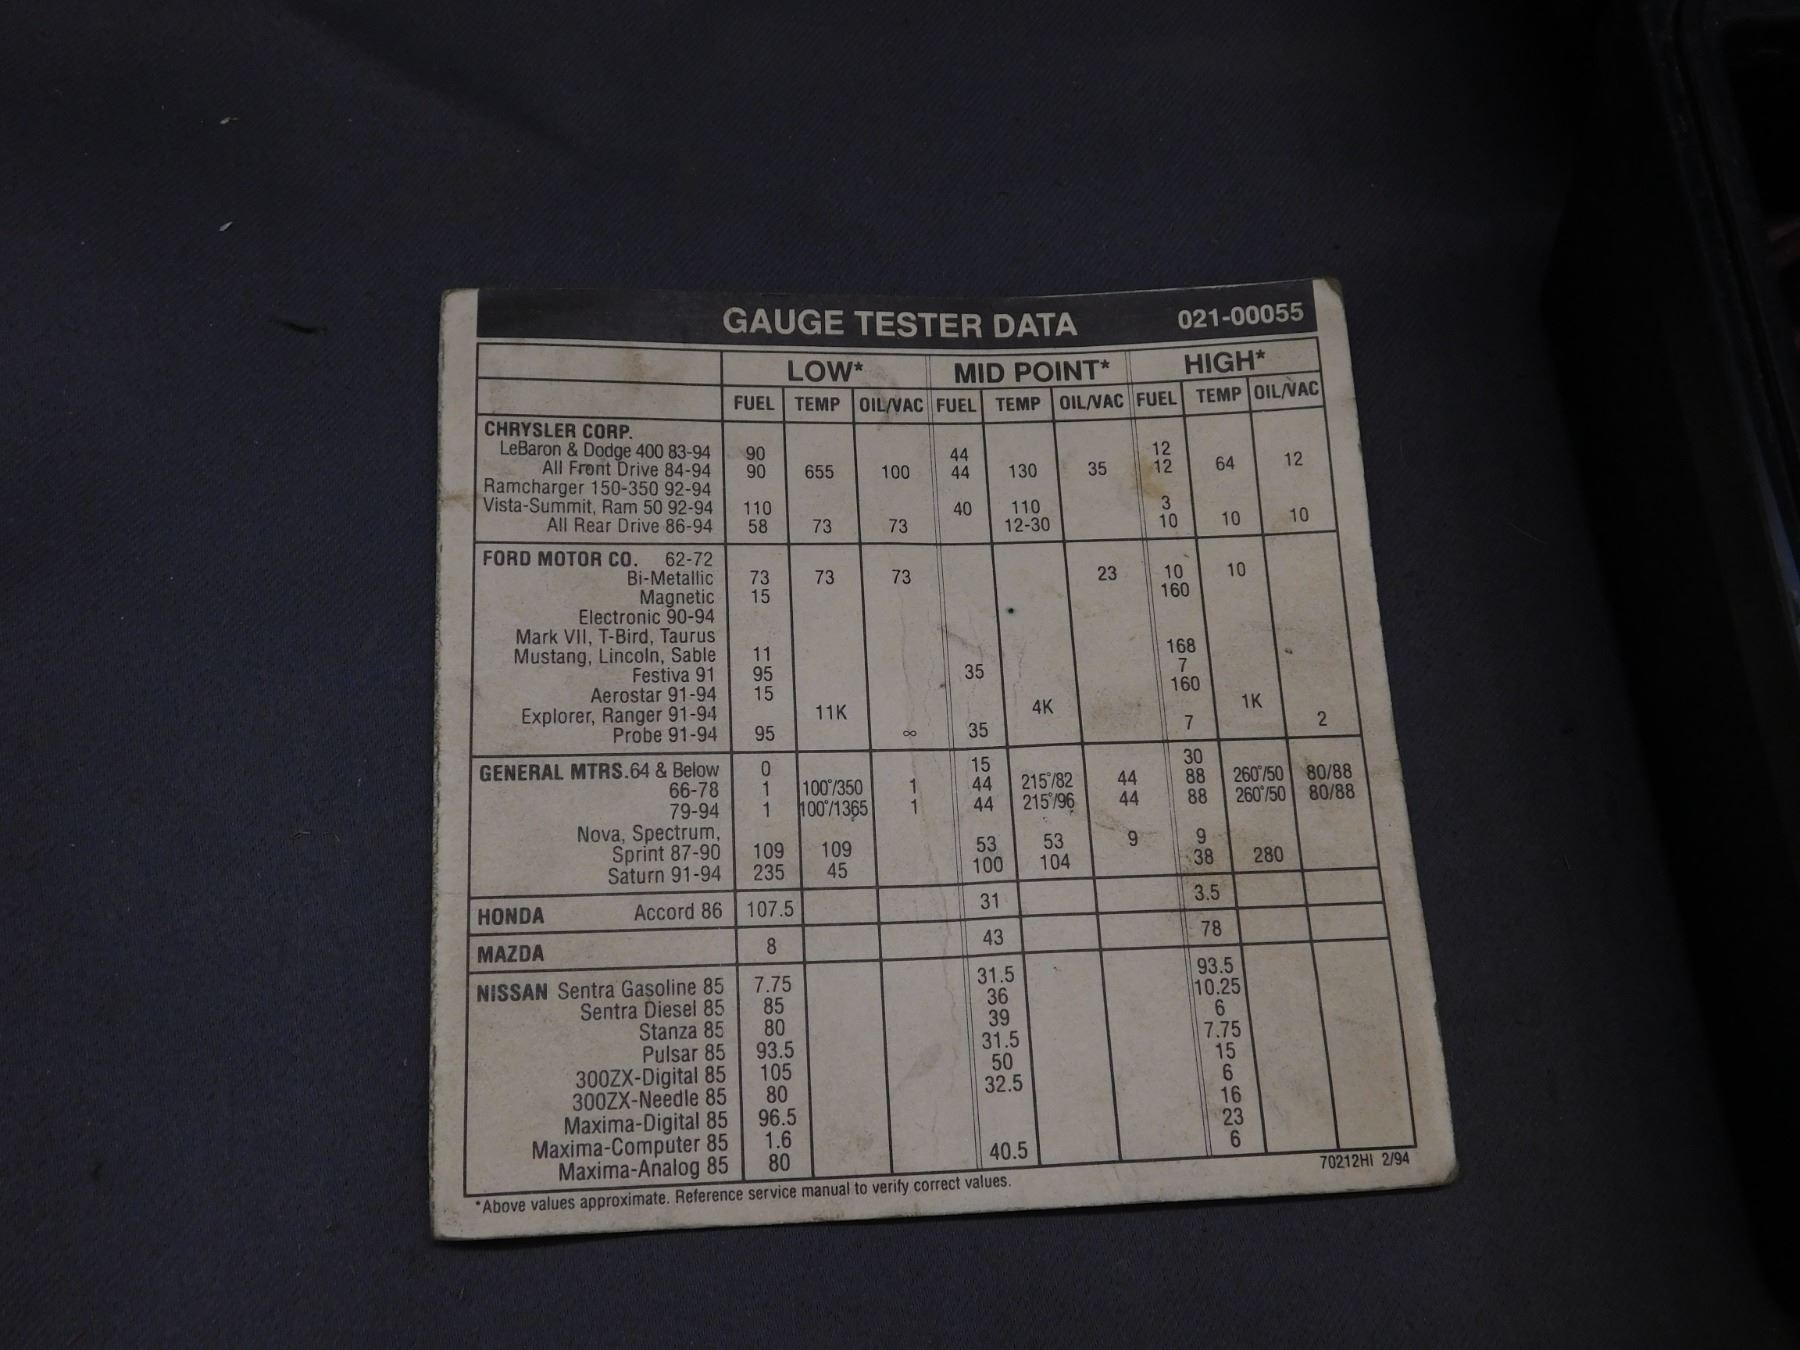 GAUGE TESTER DATA 021-00055
LOW* MID POINT* HIGH*
FUEL TEMP OIL/VAC FUEL TEMP OIL/VAC FUEL TEMP OIL/VAC
CHRYSLER CORP.
LeBaron & Dodge 400 83-94 90 44 12
All Front Drive 84-94 90 655 100 44 130 35 12 64 12
Ramcharger 150-350 92-94
Vista-Summit, Ram 50 92-94 110 40 110 3
All Rear Drive 86-94 58 73 73 12-30 10 10 10
FORD MOTOR CO. 62-72
Bi-Metallic 73 73 73 23 10 10
Magnetic 15 160
Electronic 90-94
Mark VII, T-Bird, Taurus
Mustang, Lincoln, Sable 11 168
Festiva 91 95 35 7
Aerostar 91-94 15 160
Explorer, Ranger 91-94 11K 4K 1K
Probe 91-94 95 ∞ 35 7 2
GENERAL MTRS. 64 & Below 0 15 30
66-78 1 100°/350 1 44 215°/82 44 88 260°/50 80/88
79-94 1 100°/1365 1 44 215°/96 44 88 260°/50 80/88
Nova, Spectrum,
Sprint 87-90 109 109 53 53 9 9
Saturn 91-94 235 45 100 104 38 280
HONDA Accord 86 107.5 31 3.5
MAZDA 8 43 78
NISSAN Sentra Gasoline 85 7.75 31.5 93.5
Sentra Diesel 85 85 36 10.25
Stanza 85 80 39 6
Pulsar 85 93.5 31.5 7.75
300ZX-Digital 85 105 50 15
300ZX-Needle 85 80 32.5 6
Maxima-Digital 85 96.5 16
Maxima-Computer 85 1.6 23
Maxima-Analog 85 80 40.5 6
*Above values approximate. Reference service manual to verify correct values. 70212HI 2/94